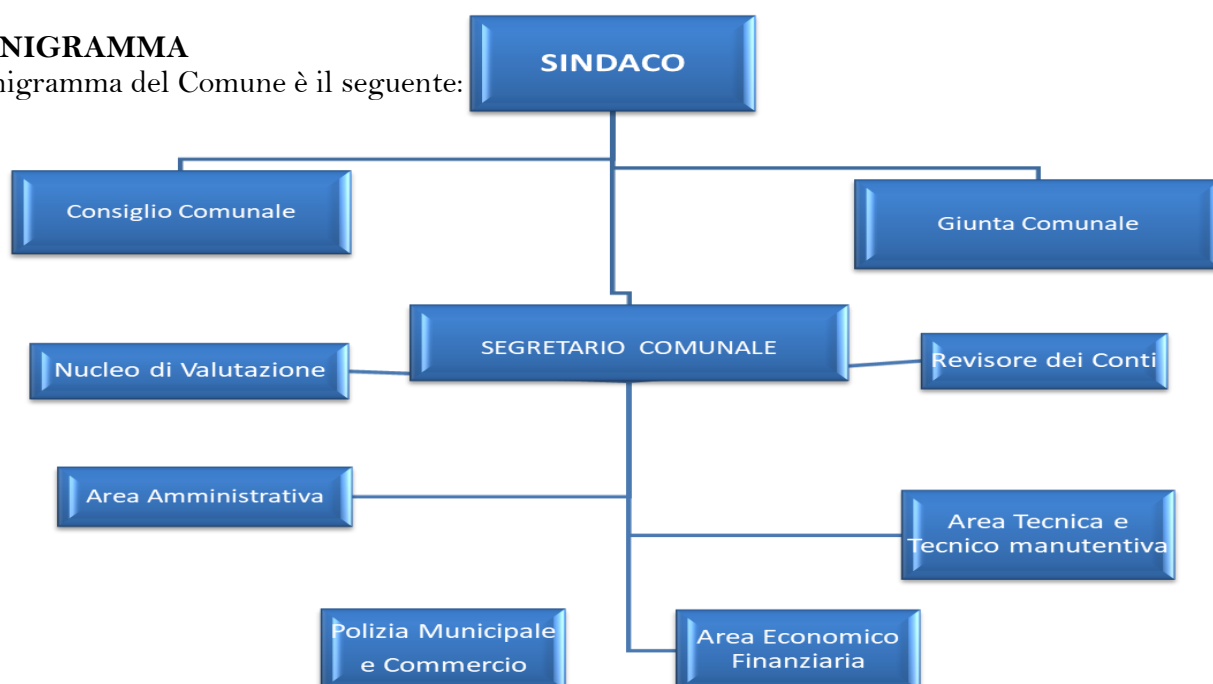 NIGRAMMA
nigramma del Comune è il seguente:
SINDACO
Consiglio Comunale
Giunta Comunale
SEGRETARIO COMUNALE
Nucleo di Valutazione
Revisore dei Conti
Area Amministrativa
Area Tecnica e
Tecnico manutentiva
Polizia Municipale
e Commercio
Area Economico
Finanziaria